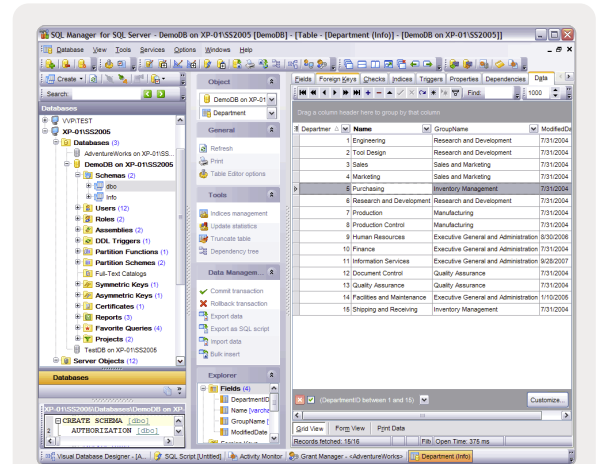 SQL Manager for SQL Server - DemoDB on XP-01\SS2005 [DemoDB] - [Table - [Department (Info)] - [DemoDB on XP-01\SS2005]]
Database View Tools Services Options Windows Help
Create
Search:
Databases
VVP\TEST
XP-01\SS2005
Databases (3)
AdventureWorks on XP-01\SS...
DemoDB on XP-01\SS2005
Schemas (2)
dbo
Info
Users (12)
Roles (2)
Assemblies (2)
DDL Triggers (1)
Partition Functions (1)
Partition Schemes (2)
Full-Text Catalogs
Symmetric Keys (1)
Asymmetric Keys (1)
Certificates (1)
Reports (3)
Favorite Queries (4)
Projects (2)
TestDB on XP-01\SS2005
Server Objects (12)
Databases
XP-01\SS2005\Databases\DemoDB on XP-
CREATE SCHEMA [dbo]
2 AUTHORIZATION [dbo]
Object
DemoDB on XP-01
Department
General
Refresh
Print
Table Editor options
Tools
Indices management
Update statistics
Truncate table
Dependency tree
Data Managem...
Commit transaction
Rollback transaction
Export data
Export as SQL script
Import data
Bulk insert
Explorer
Fields (4)
DepartmentID
Name [varcha
GroupName [
ModifiedDate
Fields Foreign Keys Checks Indices Triggers Properties Dependencies Data
Find: 1000
Drag a column header here to group by that column
Departmer Name GroupName ModifiedDa
1 Engineering Research and Development 7/31/2004
2 Tool Design Research and Development 7/31/2004
3 Sales Sales and Marketing 7/31/2004
4 Marketing Sales and Marketing 7/31/2004
5 Purchasing Inventory Management 7/31/2004
6 Research and Development Research and Development 7/31/2004
7 Production Manufacturing 7/31/2004
8 Production Control Manufacturing 7/31/2004
9 Human Resources Executive General and Administration 8/30/2006
10 Finance Executive General and Administration 7/31/2004
11 Information Services Executive General and Administration 9/28/2007
12 Document Control Quality Assurance 7/31/2004
13 Quality Assurance Quality Assurance 7/31/2004
14 Facilities and Maintenance Executive General and Administration 1/10/2006
15 Shipping and Receiving Inventory Management 7/31/2004
(DepartmentID between 1 and 15)
Customize...
Grid View Form View Print Data
Records fetched: 15/16 Open Time: 375 ms
Visual Database Designer - [A... SQL Script [Untitled] Activity Monitor Grant Manager - <AdventureWorks> Department (Info)